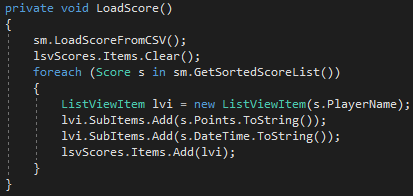 private void LoadScore()
{
    sm.LoadScoreFromCSV();
    lsvScores.Items.Clear();
    foreach (Score s in sm.GetSortedScoreList())
    {
        ListViewItem lvi = new ListViewItem(s.PlayerName);
        lvi.SubItems.Add(s.Points.ToString());
        lvi.SubItems.Add(s.DateTime.ToString());
        lsvScores.Items.Add(lvi);
    }
}